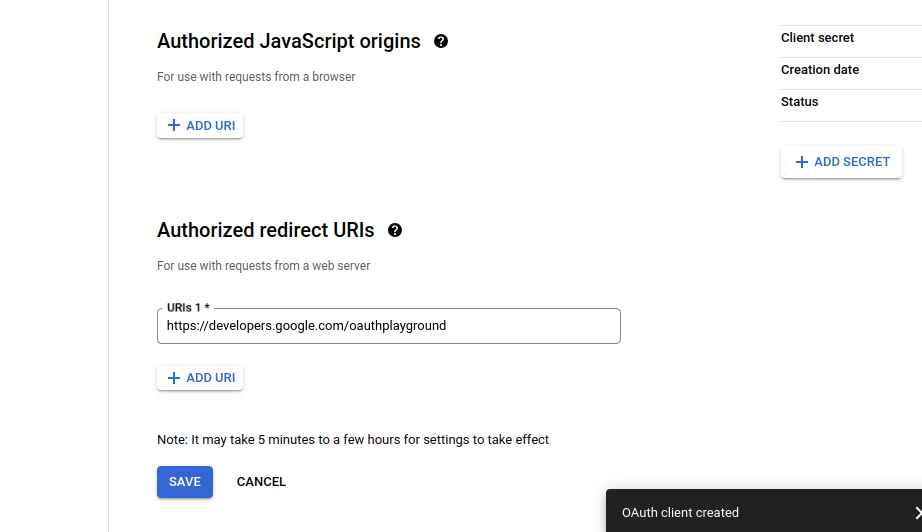 Authorized JavaScript origins
For use with requests from a browser
ADD URI
Authorized redirect URIs
For use with requests from a web server
URIs 1 *
https://developers.google.com/oauthplayground
ADD URI
Note: It may take 5 minutes to a few hours for settings to take effect
SAVE CANCEL
Client secret
Creation date
Status
ADD SECRET
OAuth client created